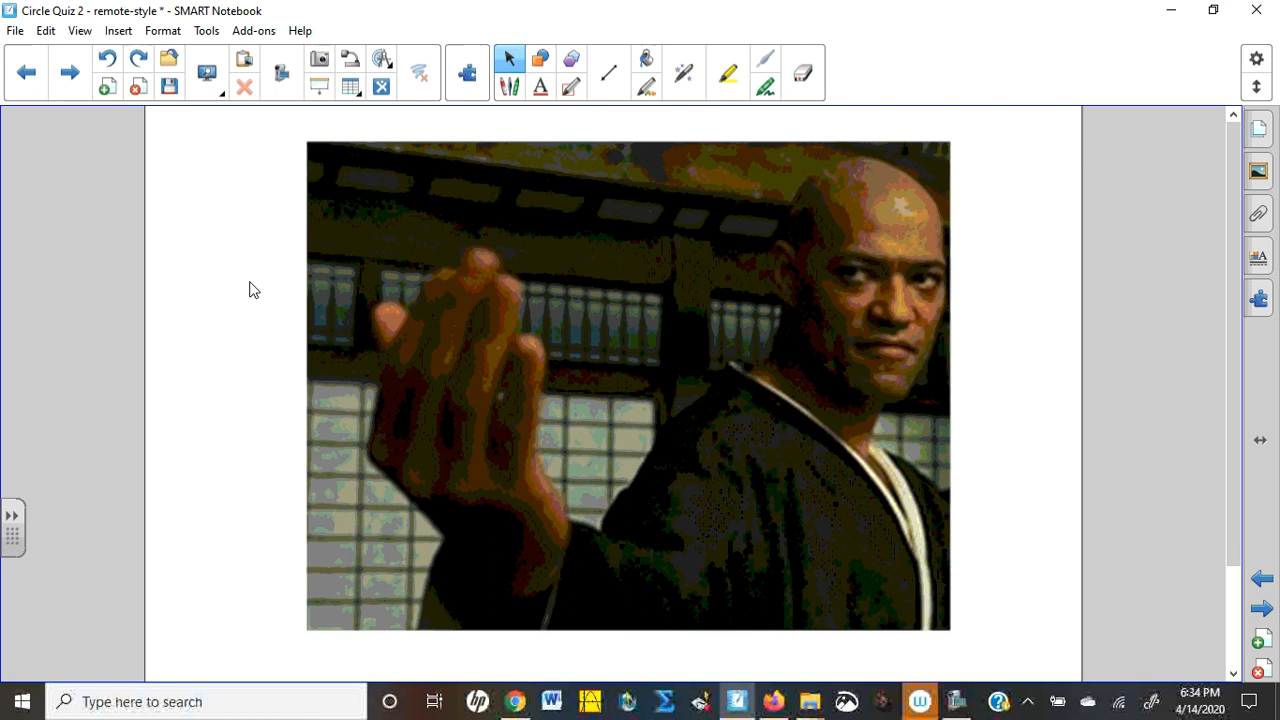 Circle Quiz 2 - remote-style * - SMART Notebook
File Edit View Insert Format Tools Add-ons Help
Type here to search
6:34 PM
4/14/2020